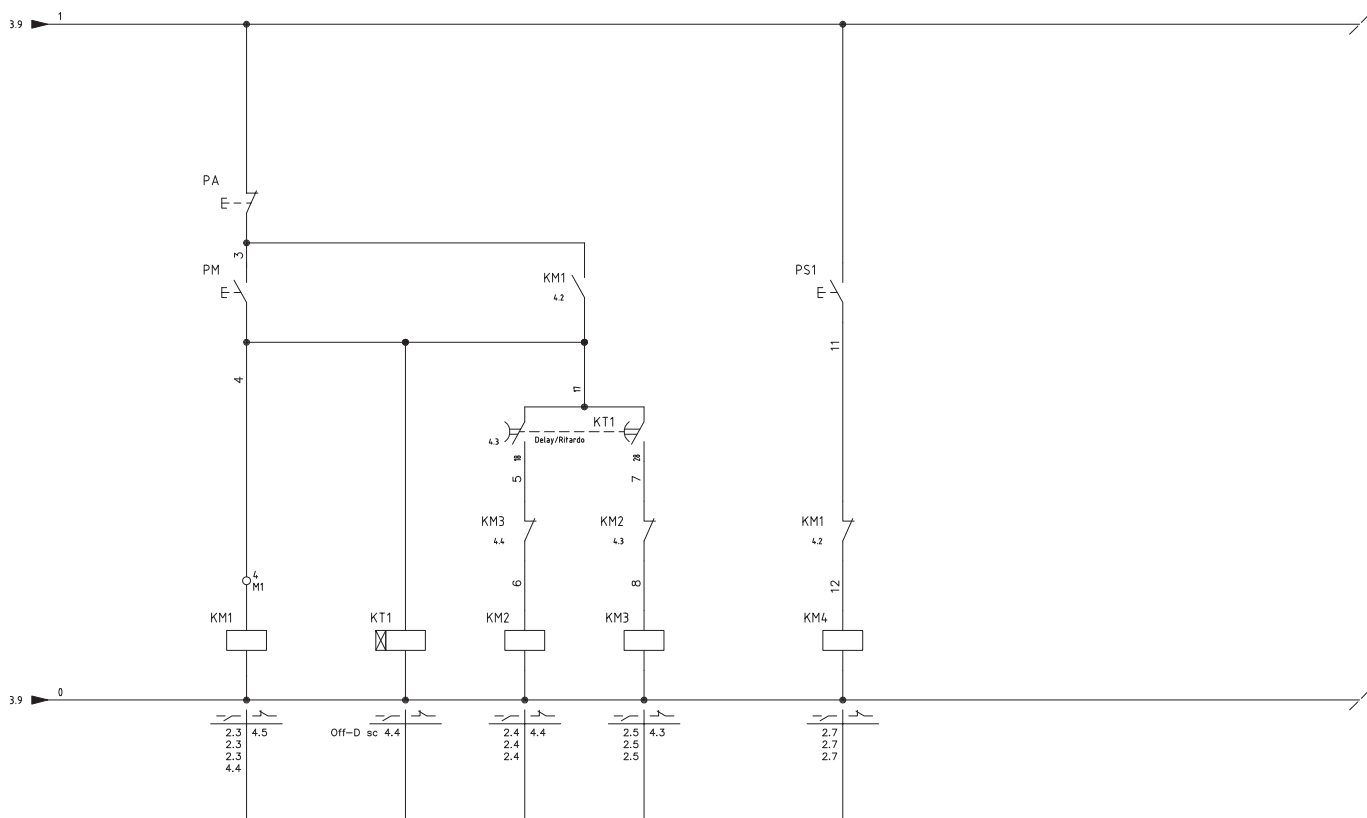 3.9
1
PA
3
PM
KM1
4.2
PS1
11
4
17
KT1
4.3
Delay/Ritardo
18
28
5
7
KM3
4.4
KM2
4.3
KM1
4.2
4
M1
6
8
12
KM1
KT1
KM2
KM3
KM4
3.9
0
2.3 4.5
2.3
2.3
4.4
Off-D sc 4.4
2.4 4.4
2.4
2.4
2.5 4.3
2.5
2.5
2.7
2.7
2.7